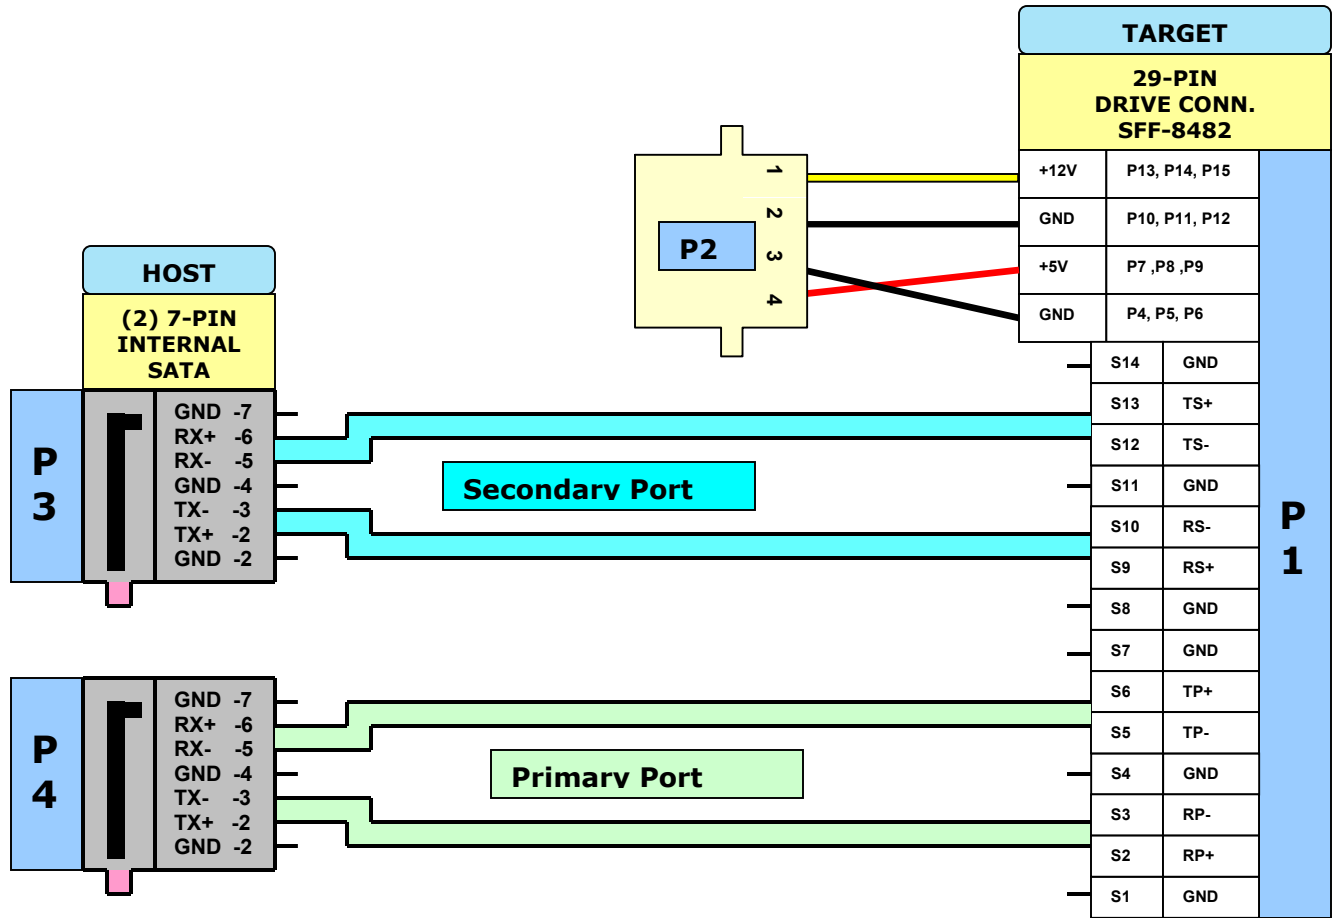 TARGET
29-PIN
DRIVE CONN.
SFF-8482
+12V P13, P14, P15
GND P10, P11, P12
+5V P7 ,P8 ,P9
GND P4, P5, P6
1
2
3
4
P2
HOST
(2) 7-PIN
INTERNAL
SATA
P
3
GND -7
RX+ -6
RX- -5
GND -4
TX- -3
TX+ -2
GND -2
Secondary Port
P
4
GND -7
RX+ -6
RX- -5
GND -4
TX- -3
TX+ -2
GND -2
Primary Port
S14 GND
S13 TS+
S12 TS-
S11 GND
S10 RS-
S9 RS+
S8 GND
S7 GND
S6 TP+
S5 TP-
S4 GND
S3 RP-
S2 RP+
S1 GND
P
1